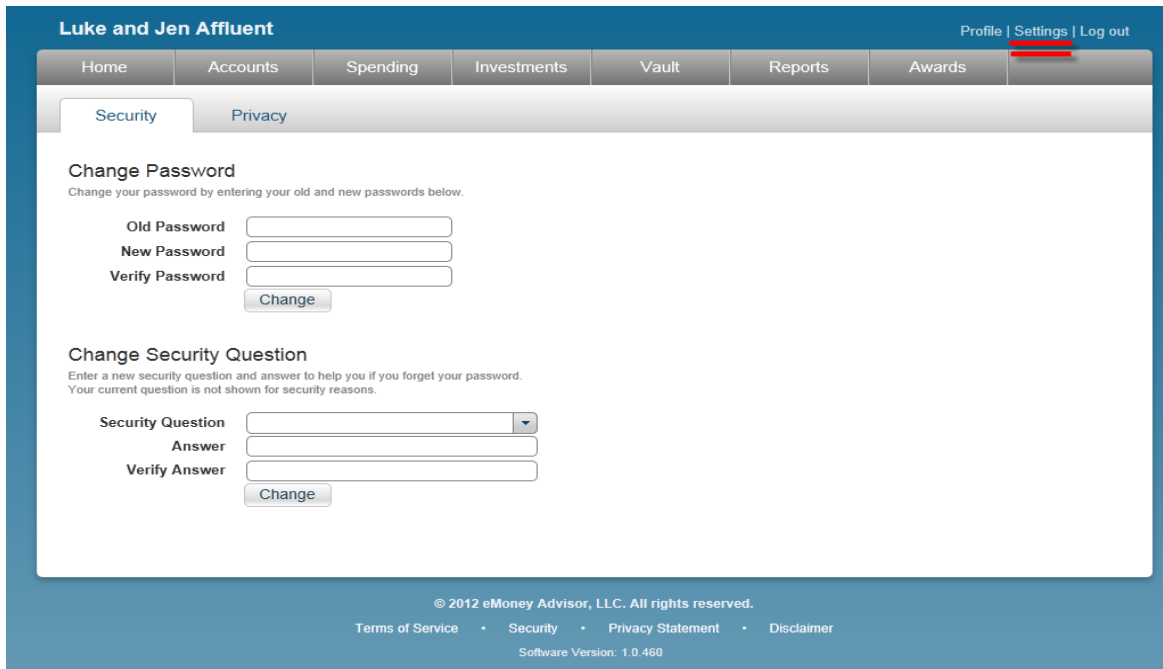 Luke and Jen Affluent
Profile | Settings | Log out
Home Accounts Spending Investments Vault Reports Awards
Security Privacy
Change Password
Change your password by entering your old and new passwords below.
Old Password
New Password
Verify Password
Change
Change Security Question
Enter a new security question and answer to help you if you forget your password.
Your current question is not shown for security reasons.
Security Question
Answer
Verify Answer
Change
© 2012 eMoney Advisor, LLC. All rights reserved.
Terms of Service • Security • Privacy Statement • Disclaimer
Software Version: 1.0.460